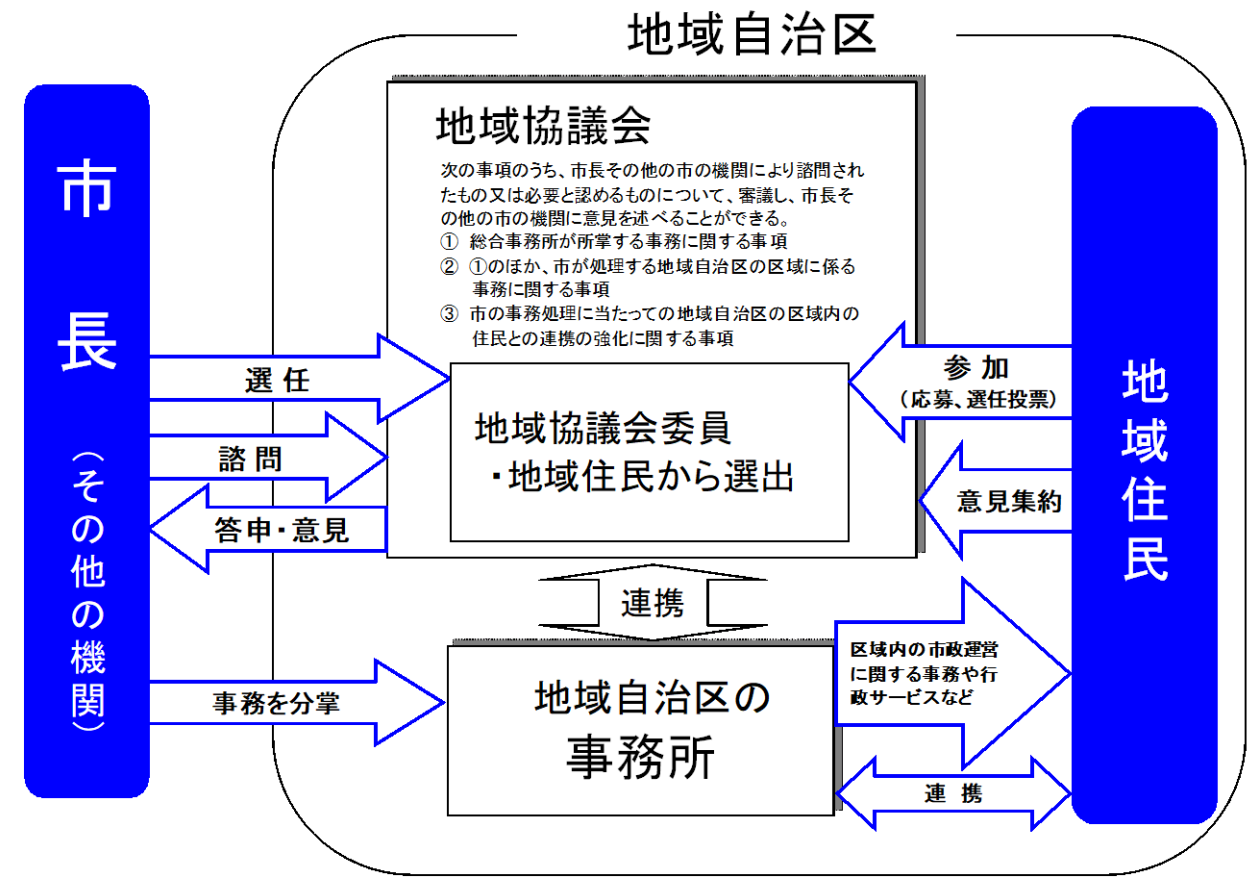 地域自治区
市長
（その他の機関）
地域協議会
次の事項のうち、市長その他の市の機関により諮問され
たもの又は必要と認めるものについて、審議し、市長そ
の他の市の機関に意見を述べることができる。
① 総合事務所が所掌する事務に関する事項
② ①のほか、市が処理する地域自治区の区域に係る
事務に関する事項
③ 市の事務処理に当たっての地域自治区の区域内の
住民との連携の強化に関する事項
選任
諮問
答申・意見
地域協議会委員
・地域住民から選出
参加
（応募、選任投票）
意見集約
地域住民
連携
事務を分掌
地域自治区の
事務所
区域内の市政運営
に関する事務や行
政サービスなど
連携